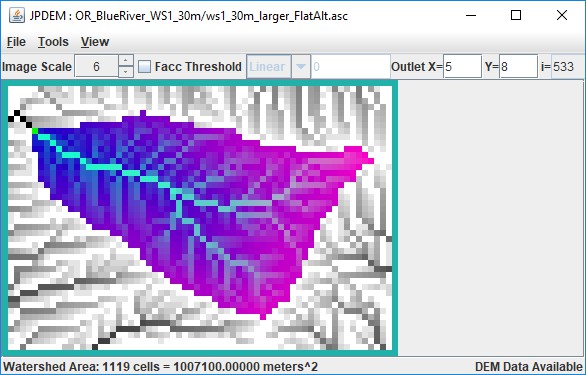 JPDEM : OR_BlueRiver_WS1_30m/ws1_30m_larger_FlatAlt.asc
File Tools View
Image Scale 6 Facc Threshold Linear 0 Outlet X= 5 Y= 8 i= 533
Watershed Area: 1119 cells = 1007100.00000 meters^2 DEM Data Available